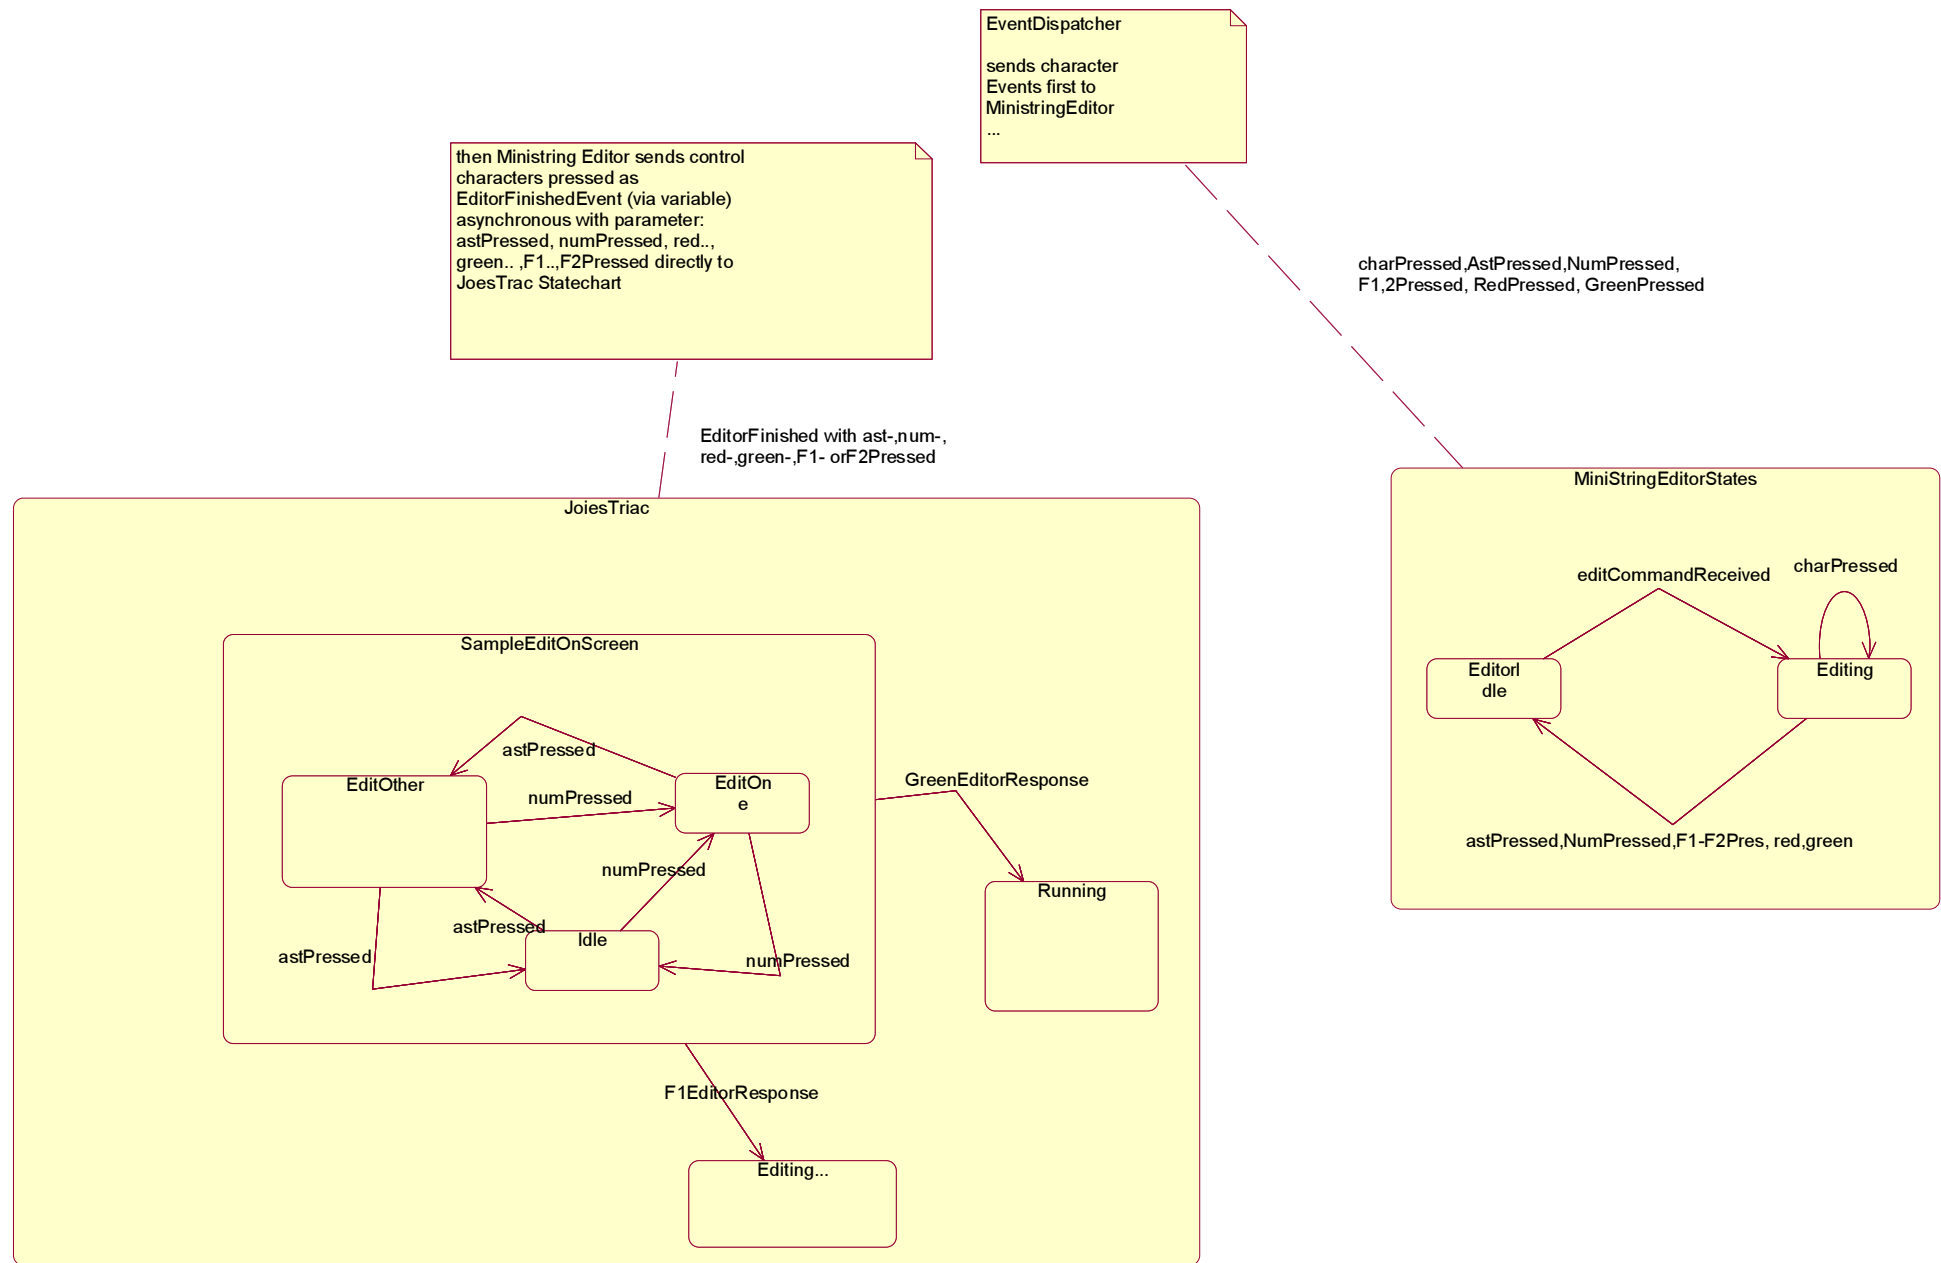 EventDispatcher
sends character
Events first to
MinistringEditor
...
then Ministring Editor sends control
characters pressed as
EditorFinishedEvent (via variable)
asynchronous with parameter:
astPressed, numPressed, red..,
green.. ,F1..,F2Pressed directly to
JoesTrac Statechart
charPressed,AstPressed,NumPressed,
F1,2Pressed, RedPressed, GreenPressed
EditorFinished with ast-,num-,
red-,green-,F1- orF2Pressed
JoiesTriac
SampleEditOnScreen
astPressed
EditOther
numPressed
EditOn
e
numPressed
astPressed
Idle
astPressed
numPressed
GreenEditorResponse
Running
F1EditorResponse
Editing...
MiniStringEditorStates
editCommandReceived
charPressed
EditorI
dle
Editing
astPressed,NumPressed,F1-F2Pres, red,green